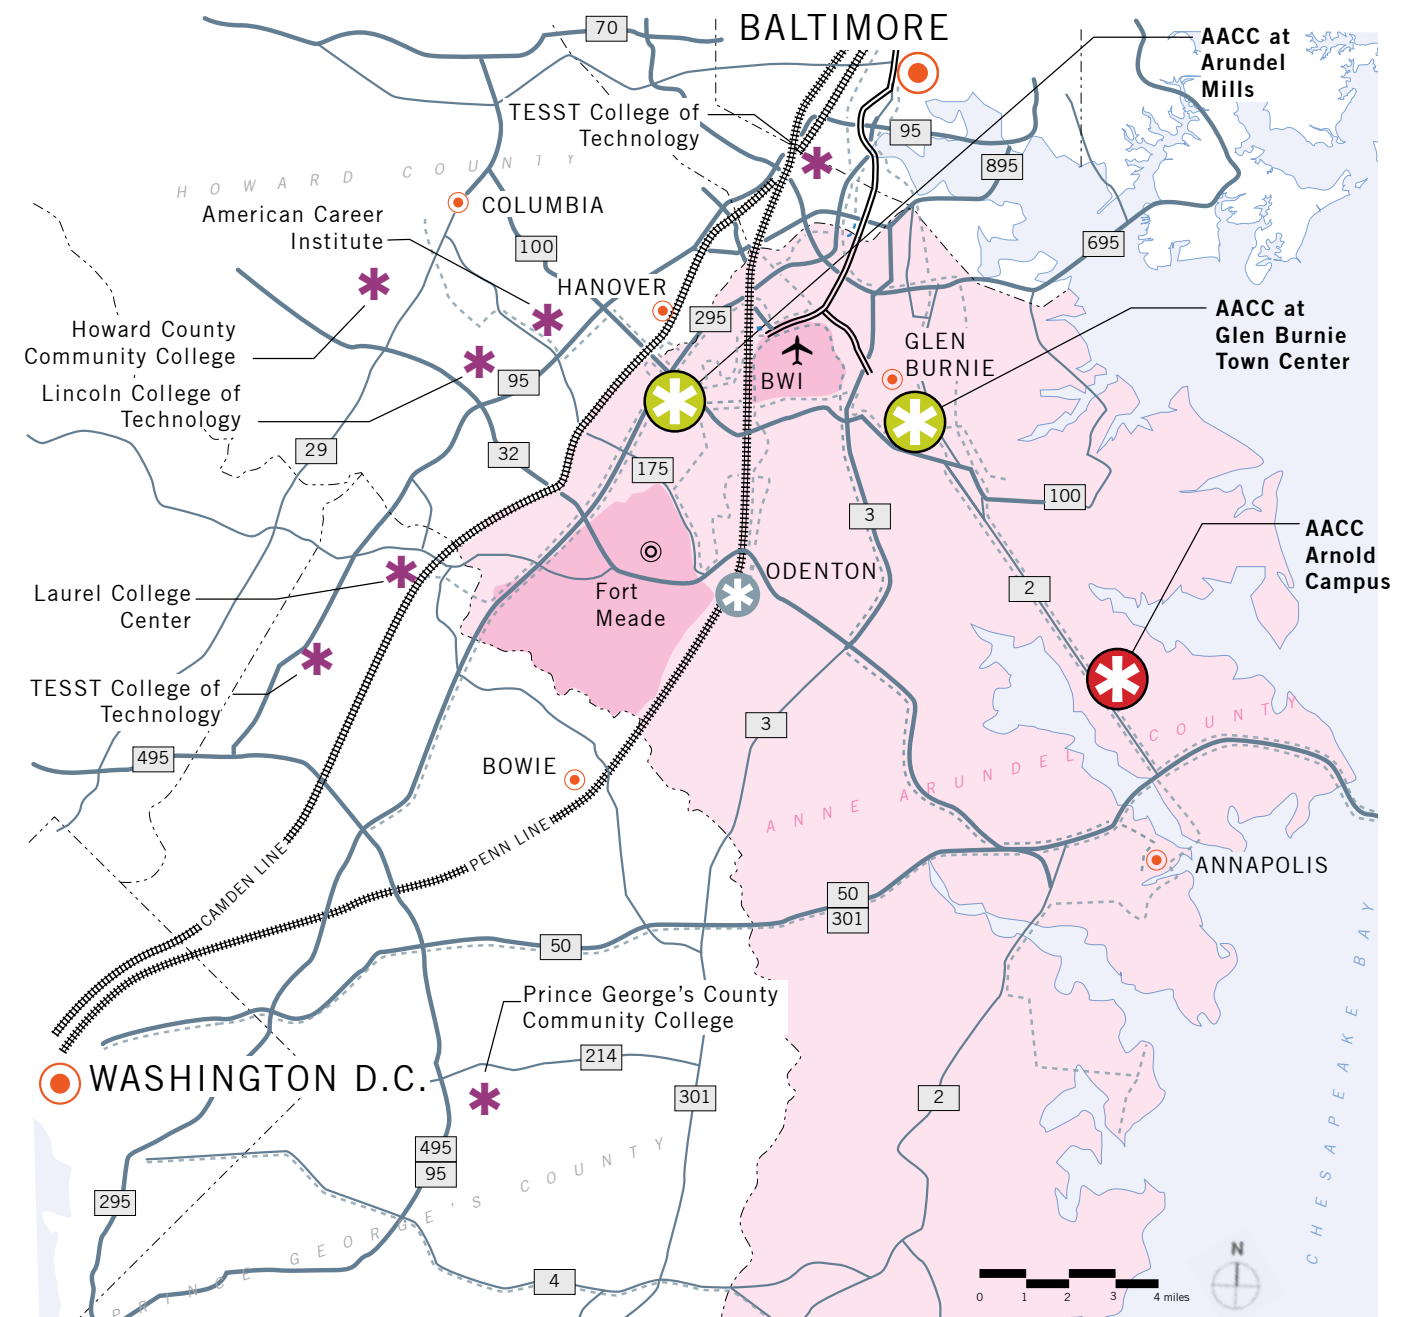 BALTIMORE
70
AACC at
Arundel
Mills
TESST College of
Technology
95
895
HOWARD COUNTY
COLUMBIA
American Career
Institute
100
695
HANOVER
295
AACC at
Glen Burnie
Town Center
Howard County
Community College
GLEN
BURNIE
BWI
95
Lincoln College of
Technology
29
32
175
100
3
AACC
Arnold
Campus
ODENTON
2
Fort
Meade
Laurel College
Center
TESST College of
Technology
3
495
BOWIE
ANNE ARUNDEL COUNTY
PENN LINE
CAMDEN LINE
ANNAPOLIS
50
301
50
CHESAPEAKE BAY
Prince George's County
Community College
214
WASHINGTON D.C.
301
2
495
95
295
PRINCE GEORGE'S COUNTY
4
N
0 1 2 3 4 miles